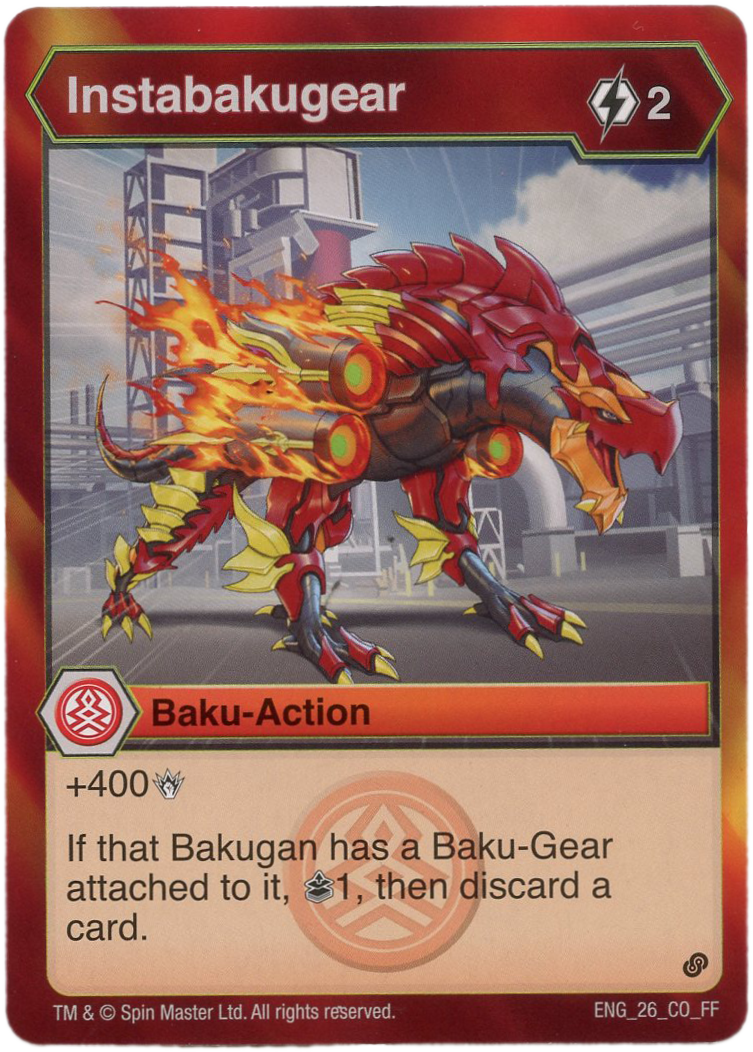 Instabakugear
2
Baku-Action
+400
If that Bakugan has a Baku-Gear
attached to it, 1, then discard a
card.
TM & © Spin Master Ltd. All rights reserved.
ENG_26_CO_FF